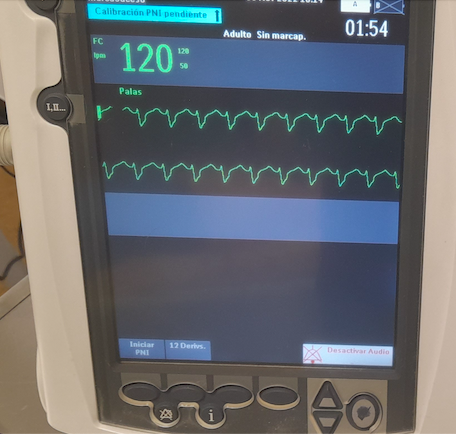 Calibración PNI pendiente 1
A
Adulto Sin marcap.
01:54
FC
lpm
120
120
50
Palas
I,II...
Iniciar PNI
12 Derivs.
Desactivar Audio
i